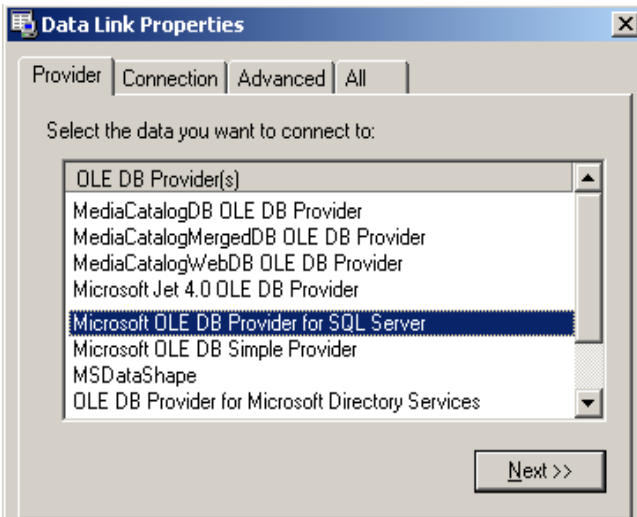 Data Link Properties
Provider Connection Advanced All
Select the data you want to connect to:
OLE DB Provider(s)
MediaCatalogDB OLE DB Provider
MediaCatalogMergedDB OLE DB Provider
MediaCatalogWebDB OLE DB Provider
Microsoft Jet 4.0 OLE DB Provider
Microsoft OLE DB Provider for SQL Server
Microsoft OLE DB Simple Provider
MSDataShape
OLE DB Provider for Microsoft Directory Services
Next >>